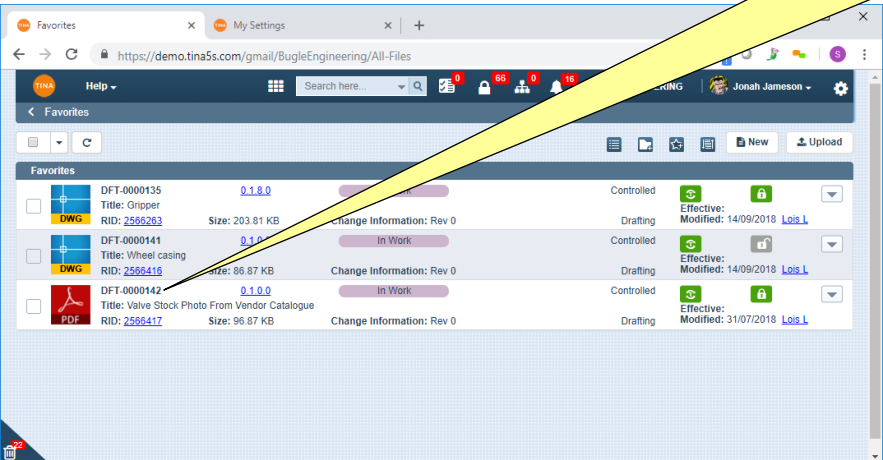 Favorites
My Settings
https://demo.tina5s.com/gmail/BugleEngineering/All-Files
S
TINA
Help
Search here...
0
66
0
16
RING
Jonah Jameson
Favorites
New
Upload
Favorites
DFT-0000135 0.1.8.0 Controlled
Title: Gripper
DWG RID: 2566263 Size: 203.81 KB Change Information: Rev 0 Drafting
Effective:
Modified: 14/09/2018 Lois L
DFT-0000141 In Work Controlled
Title: Wheel casing
DWG RID: 2566416 Size: 86.87 KB Change Information: Rev 0 Drafting
Effective:
Modified: 14/09/2018 Lois L
DFT-0000142 0.1.0.0 In Work Controlled
Title: Valve Stock Photo From Vendor Catalogue
PDF RID: 2566417 Size: 96.87 KB Change Information: Rev 0 Drafting
Effective:
Modified: 31/07/2018 Lois L
22